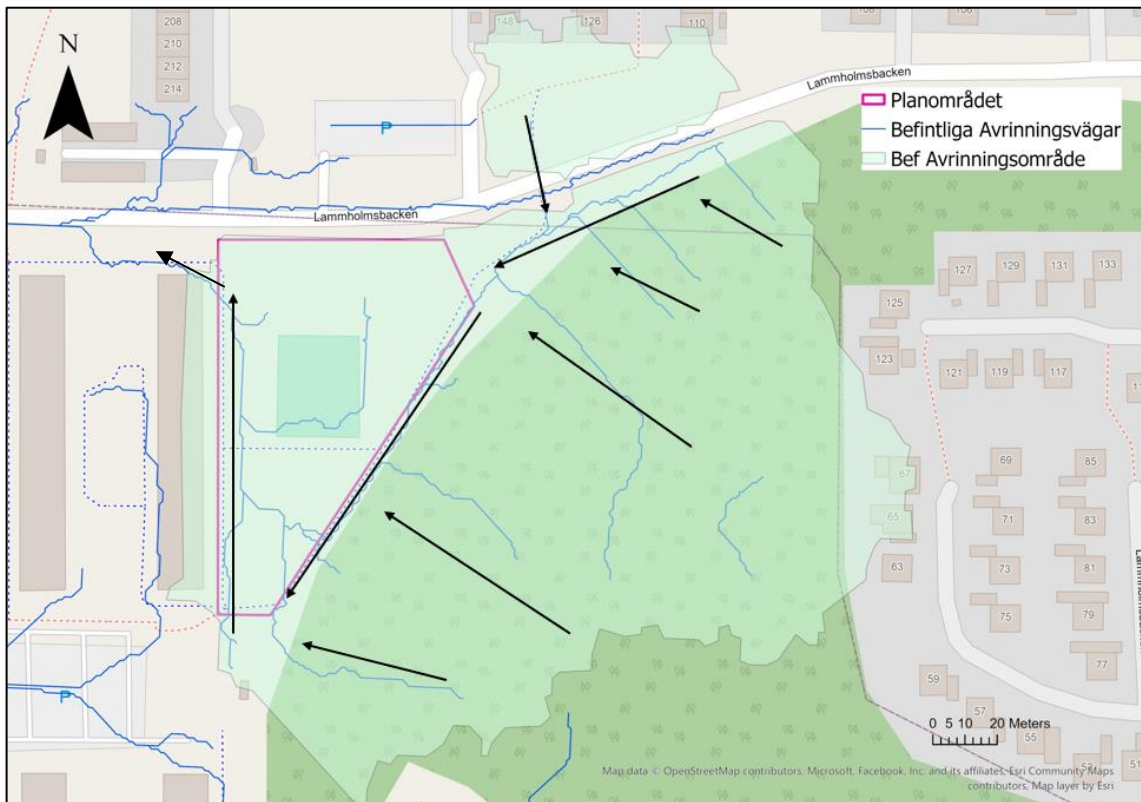 N
Planområdet
Befintliga Avrinningsvägar
Bef Avrinningsområde
Lammholmsbacken
Lammholmsbacken
208
210
212
214
148
126
110
P
127
129
131
133
125
123
121
119
117
67
65
63
69
71
73
75
85
83
81
79
77
59
57
55
P
0 5 10 20 Meters
Map data © OpenStreetMap contributors, Microsoft, Facebook, Inc. and its affiliates, Esri Community Maps
contributors, Map layer by Esri